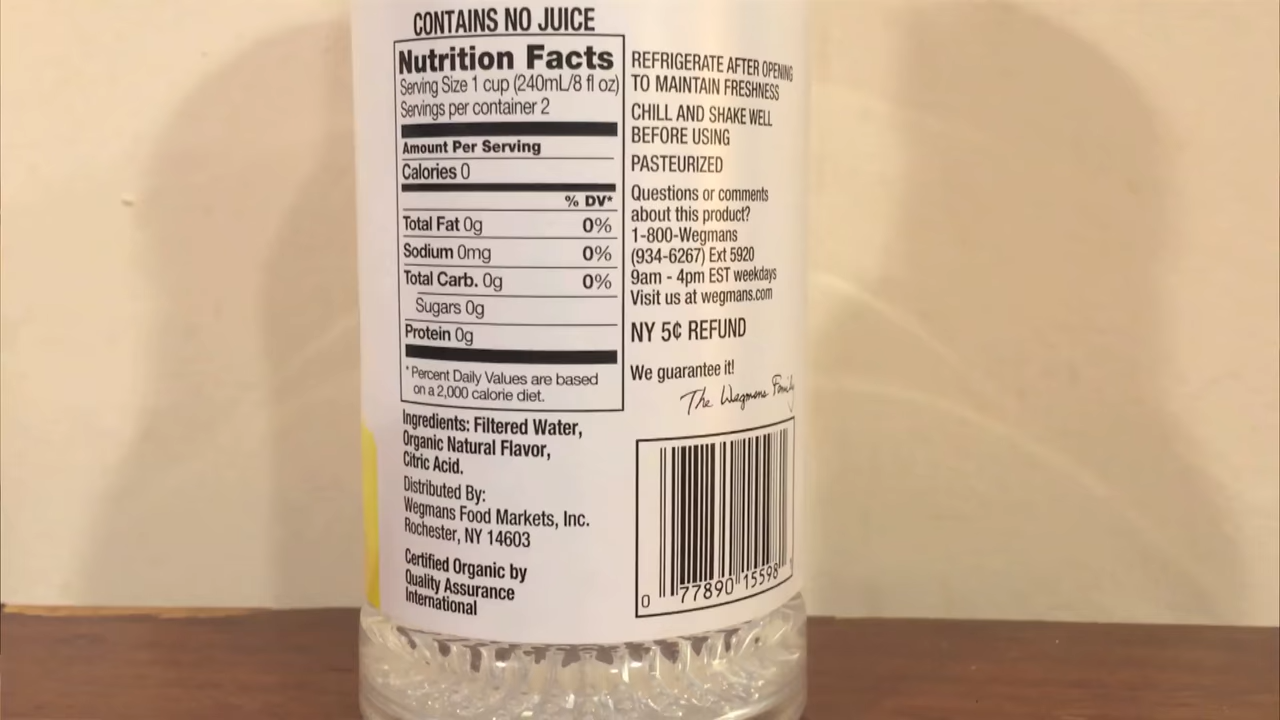 CONTAINS NO JUICE
Nutrition Facts
Serving Size 1 cup (240mL/8 fl oz)
Servings per container 2
Amount Per Serving
Calories 0
% DV*
Total Fat 0g 0%
Sodium 0mg 0%
Total Carb. 0g 0%
Sugars 0g
Protein 0g
* Percent Daily Values are based
on a 2,000 calorie diet.
Ingredients: Filtered Water,
Organic Natural Flavor,
Citric Acid.
Distributed By:
Wegmans Food Markets, Inc.
Rochester, NY 14603
Certified Organic by
Quality Assurance
International
REFRIGERATE AFTER OPENING
TO MAINTAIN FRESHNESS
CHILL AND SHAKE WELL
BEFORE USING
PASTEURIZED
Questions or comments
about this product?
1-800-Wegmans
(934-6267) Ext 5920
9am - 4pm EST weekdays
Visit us at wegmans.com
NY 5¢ REFUND
We guarantee it!
The Wegmans Family
0 77890 15598